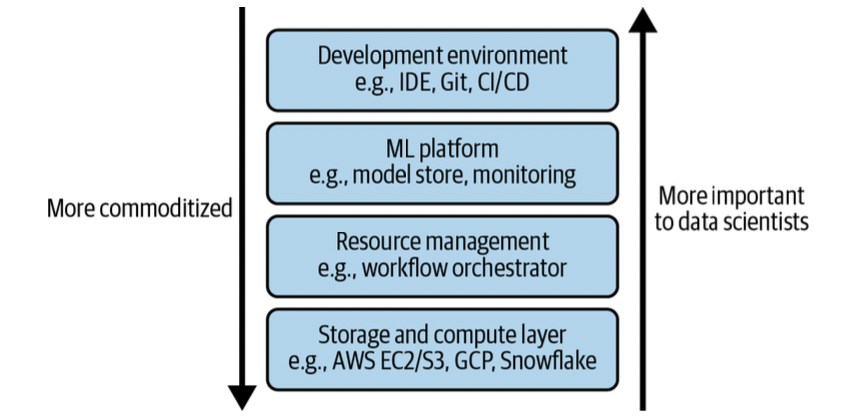 Development environment
e.g., IDE, Git, CI/CD
ML platform
e.g., model store, monitoring
More commoditized
More important
to data scientists
Resource management
e.g., workflow orchestrator
Storage and compute layer
e.g., AWS EC2/S3, GCP, Snowflake